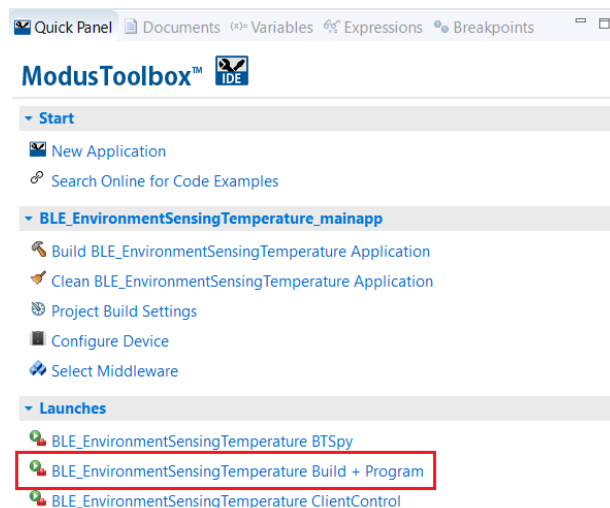 Quick Panel Documents (x)= Variables Expressions Breakpoints
ModusToolbox™ IDE
Start
New Application
Search Online for Code Examples
BLE_EnvironmentSensingTemperature_mainapp
Build BLE_EnvironmentSensingTemperature Application
Clean BLE_EnvironmentSensingTemperature Application
Project Build Settings
Configure Device
Select Middleware
Launches
BLE_EnvironmentSensingTemperature BTSpy
BLE_EnvironmentSensingTemperature Build + Program
BLE_EnvironmentSensingTemperature ClientControl